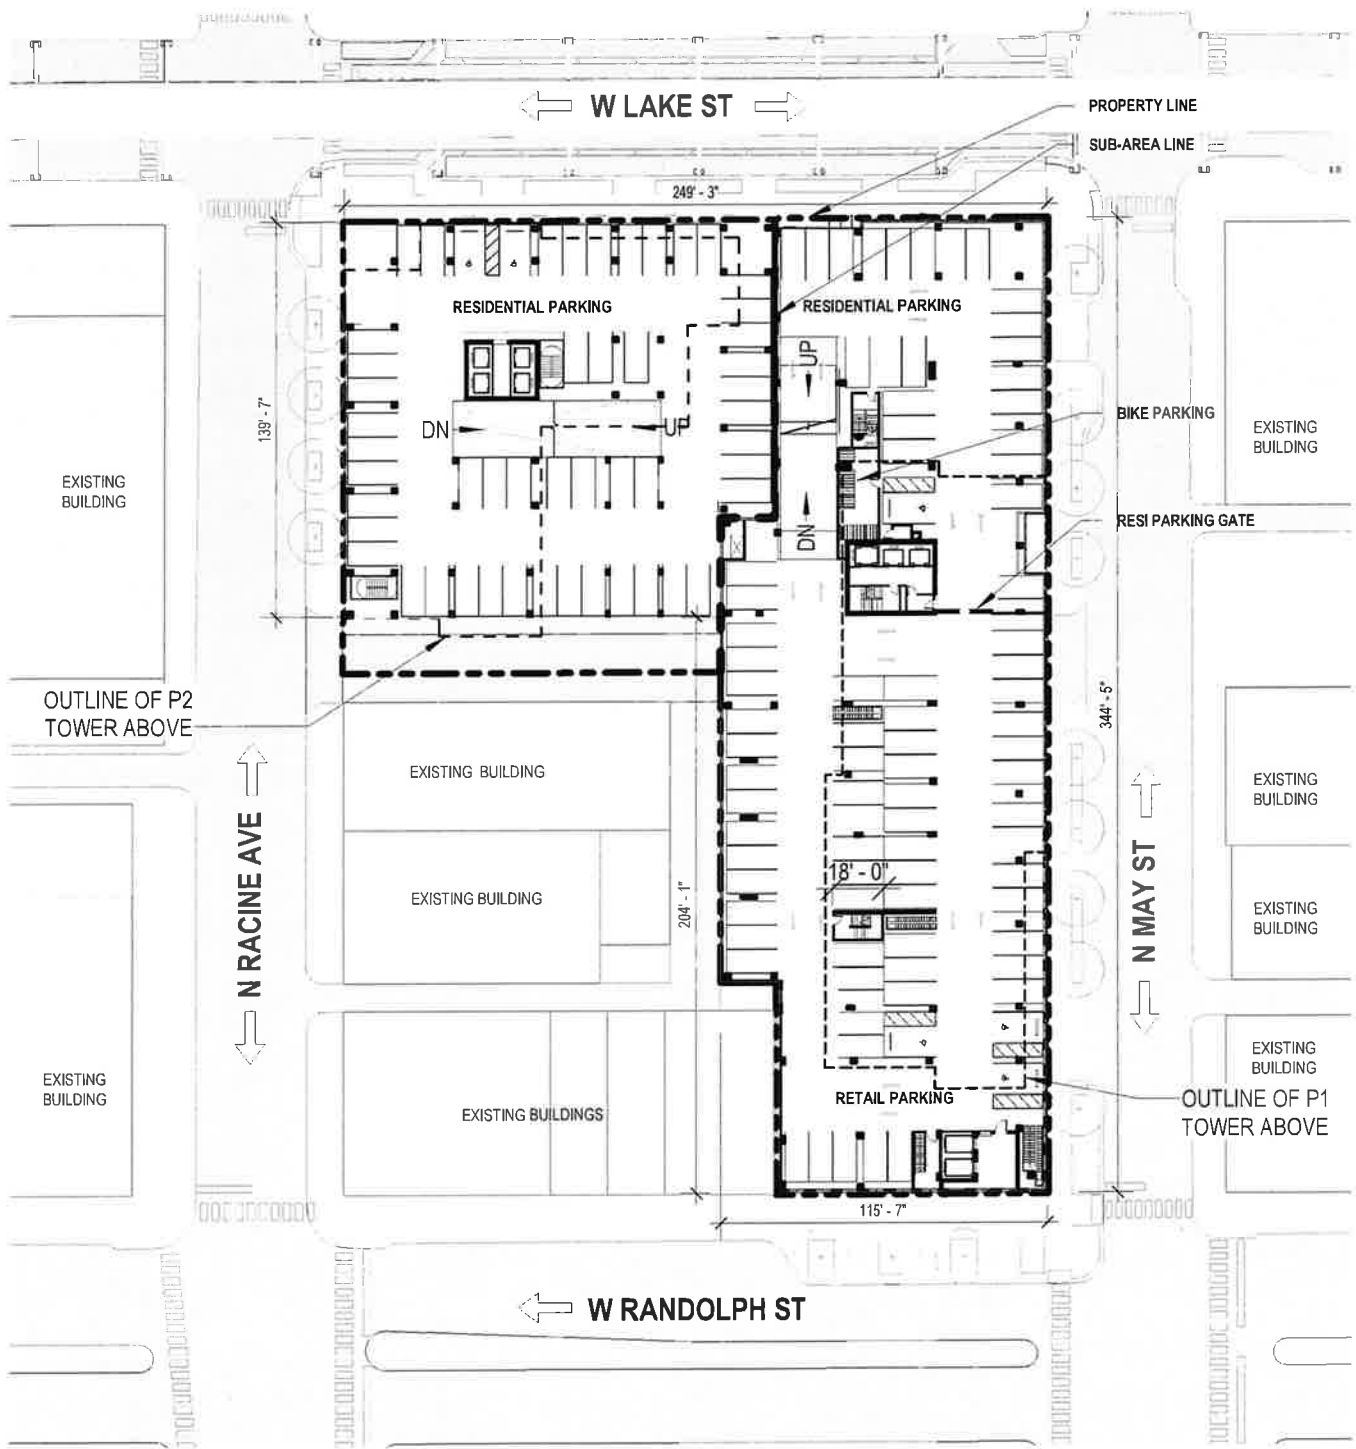 W LAKE ST
PROPERTY LINE
SUB-AREA LINE
249' - 3"
RESIDENTIAL PARKING
RESIDENTIAL PARKING
UP
139' - 7"
DN
UP
BIKE PARKING
EXISTING
BUILDING
EXISTING
BUILDING
DN
RESI PARKING GATE
OUTLINE OF P2
TOWER ABOVE
344' - 5"
EXISTING BUILDING
EXISTING
BUILDING
N RACINE AVE
18' - 0"
EXISTING BUILDING
204' - 1"
N MAY ST
EXISTING
BUILDING
EXISTING
BUILDING
EXISTING
BUILDING
RETAIL PARKING
EXISTING BUILDINGS
OUTLINE OF P1
TOWER ABOVE
115' - 7"
W RANDOLPH ST